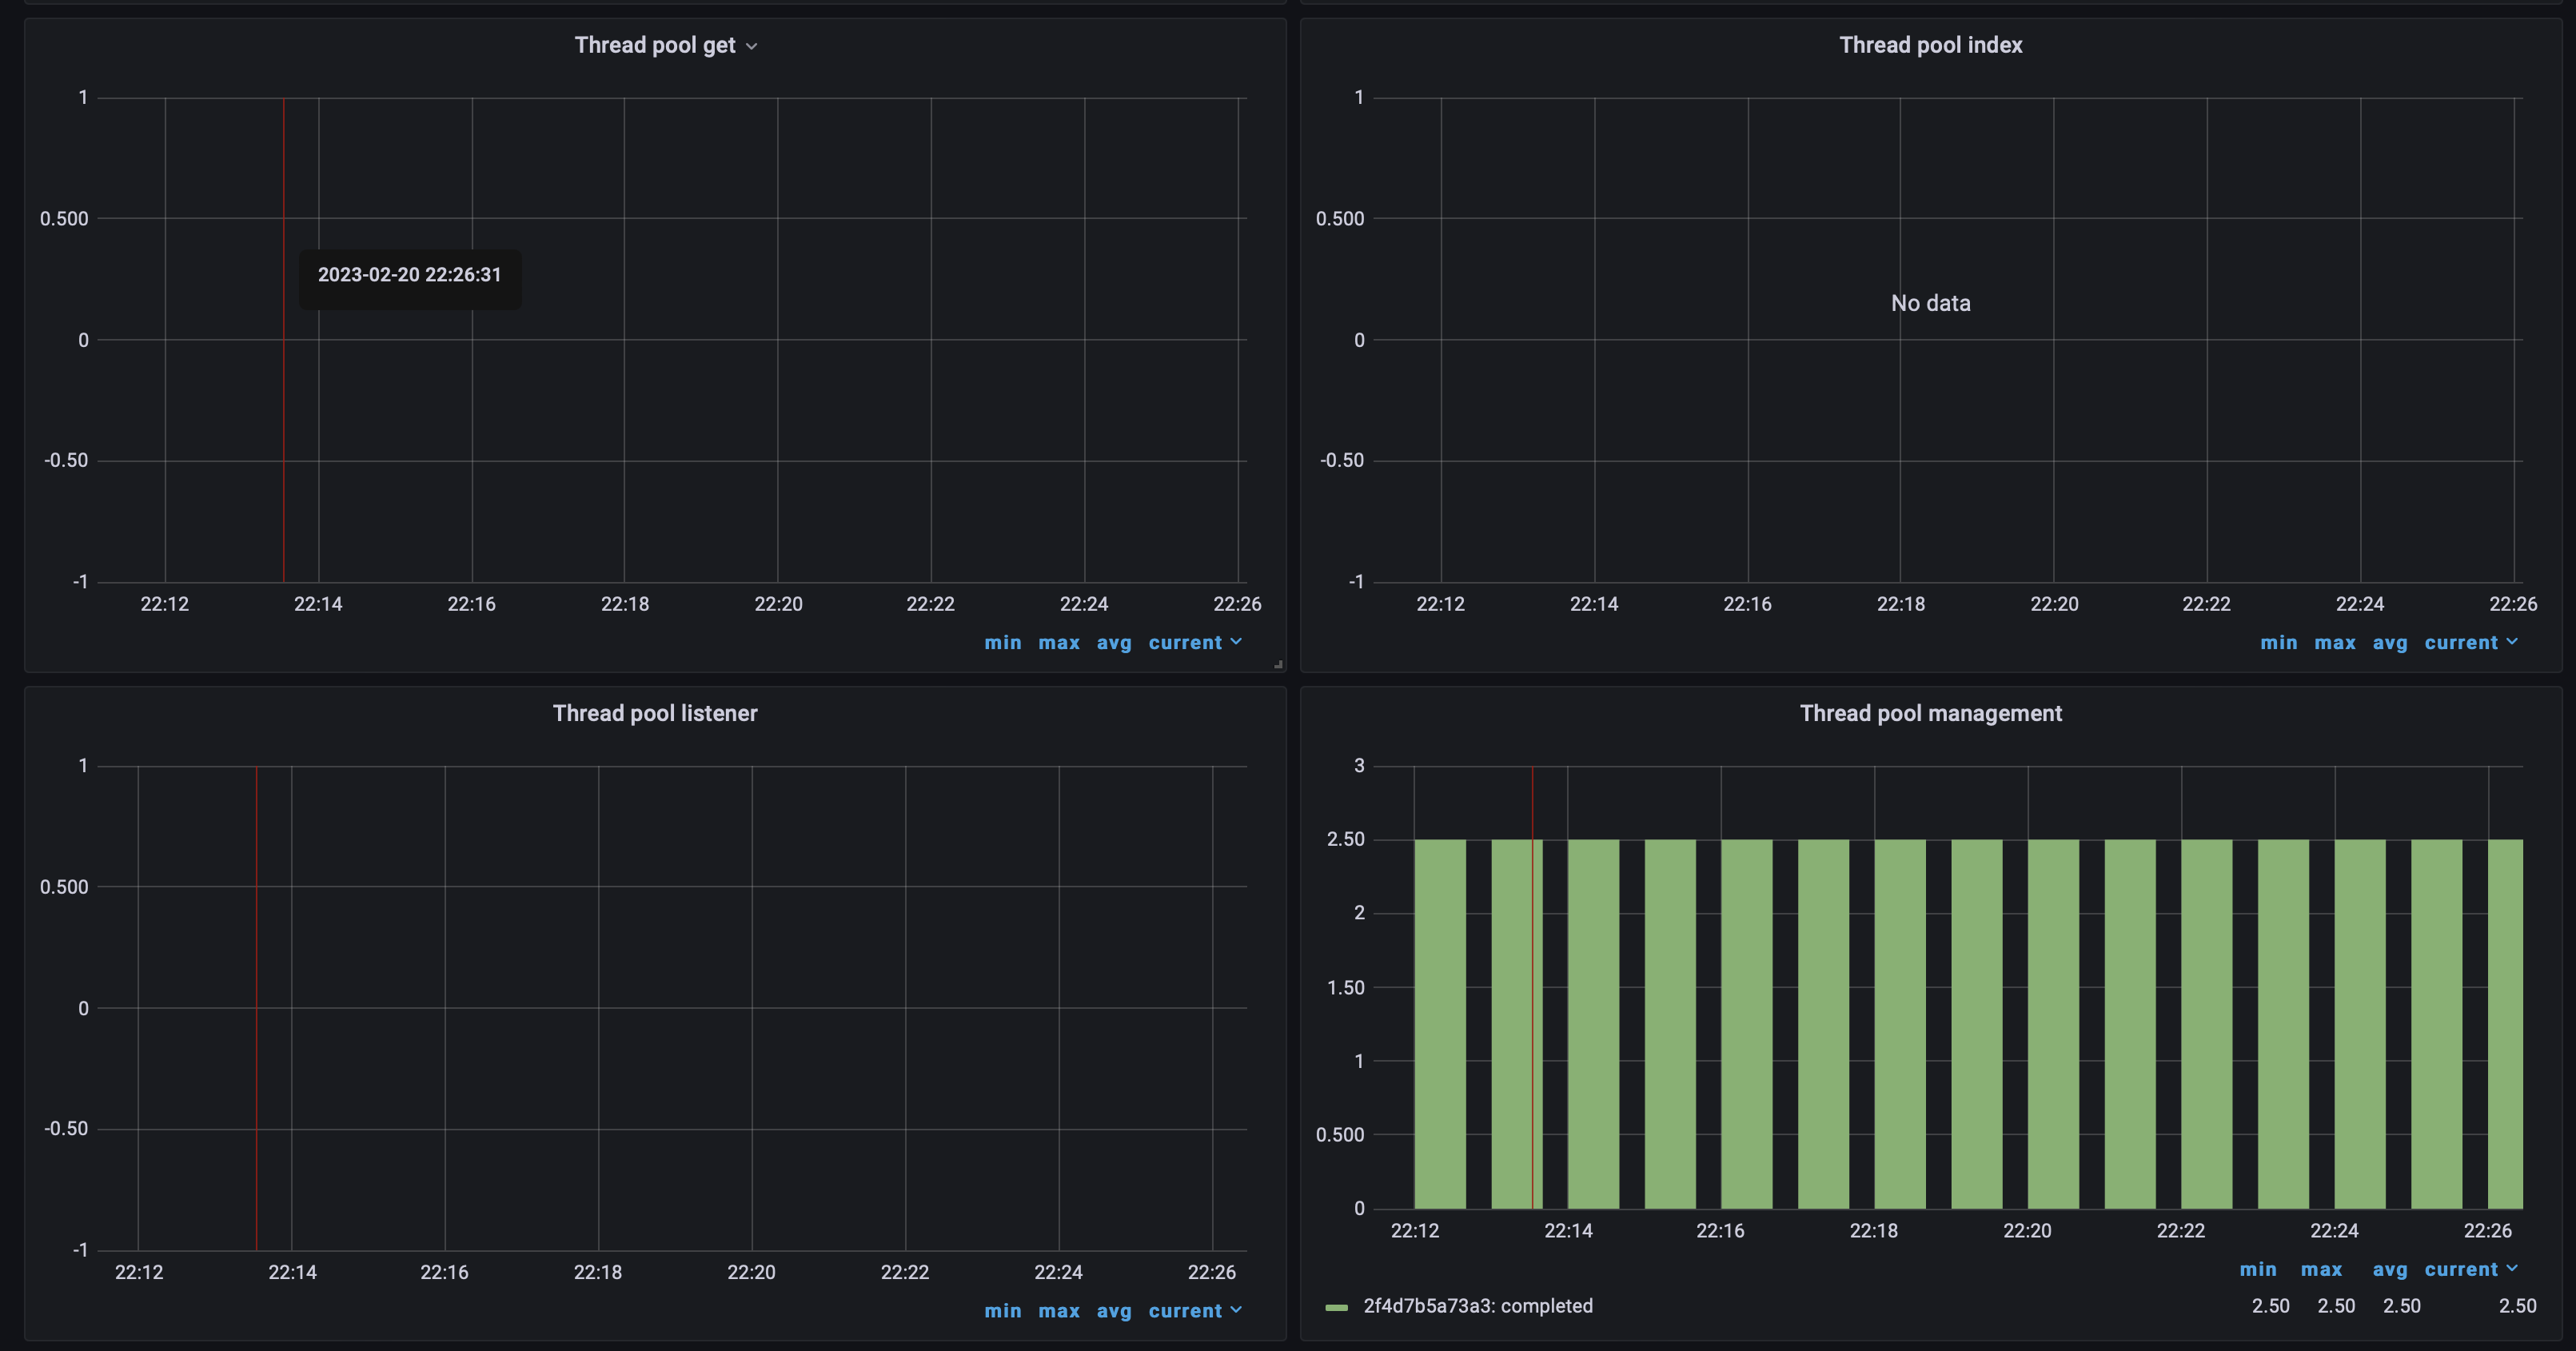 Thread pool get
1
0.500
2023-02-20 22:26:31
0
-0.50
-1
22:12 22:14 22:16 22:18 22:20 22:22 22:24 22:26
min max avg current
Thread pool index
1
0.500
No data
0
-0.50
-1
22:12 22:14 22:16 22:18 22:20 22:22 22:24 22:26
min max avg current
Thread pool listener
1
0.500
0
-0.50
-1
22:12 22:14 22:16 22:18 22:20 22:22 22:24 22:26
min max avg current
Thread pool management
3
2.50
2
1.50
1
0.500
0
22:12 22:14 22:16 22:18 22:20 22:22 22:24 22:26
min max avg current
2f4d7b5a73a3: completed 2.50 2.50 2.50 2.50